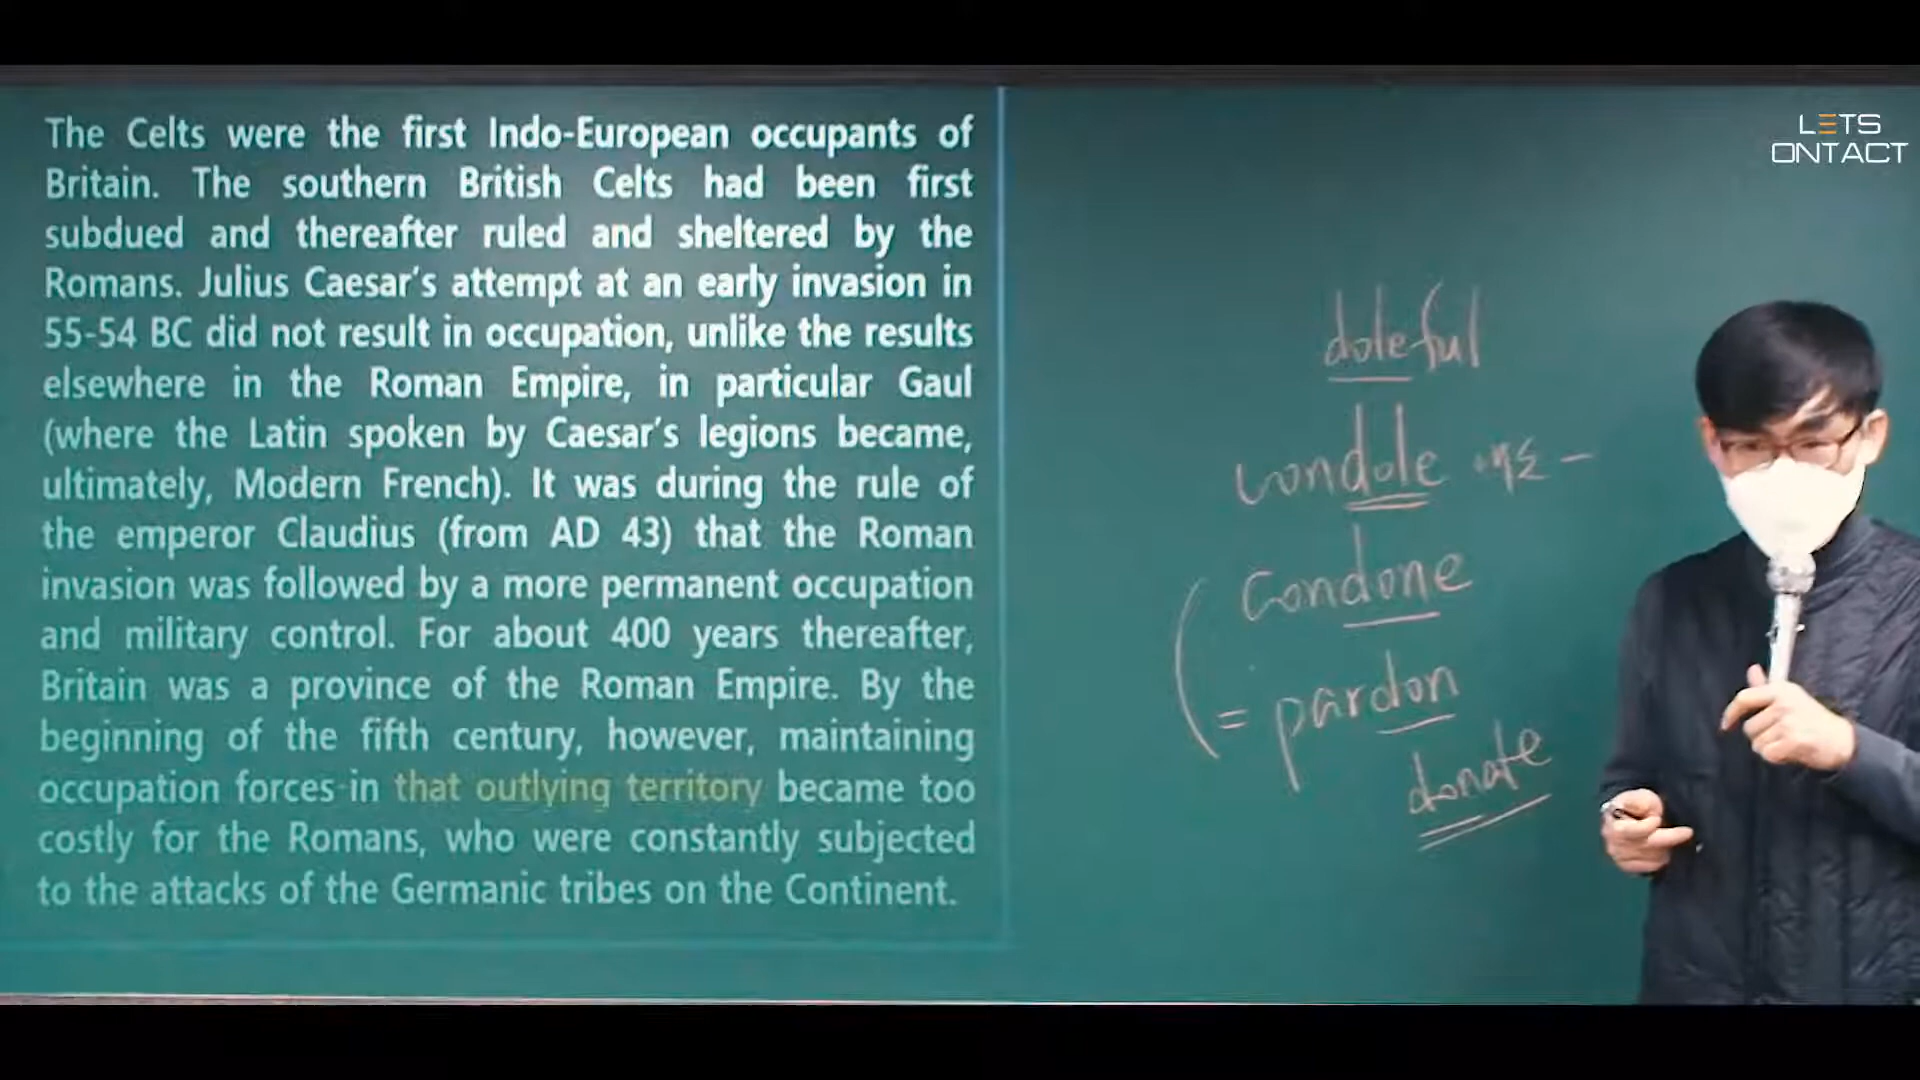 The Celts were the first Indo-European occupants of
Britain. The southern British Celts had been first
subdued and thereafter ruled and sheltered by the
Romans. Julius Caesar's attempt at an early invasion in
55-54 BC did not result in occupation, unlike the results
elsewhere in the Roman Empire, in particular Gaul
(where the Latin spoken by Caesar's legions became,
ultimately, Modern French). It was during the rule of
the emperor Claudius (from AD 43) that the Roman
invasion was followed by a more permanent occupation
and military control. For about 400 years thereafter,
Britain was a province of the Roman Empire. By the
beginning of the fifth century, however, maintaining
occupation forces in that outlying territory became too
costly for the Romans, who were constantly subjected
to the attacks of the Germanic tribes on the Continent.
LETS
ONTACT
doleful
condole
condone
= pardon
donate